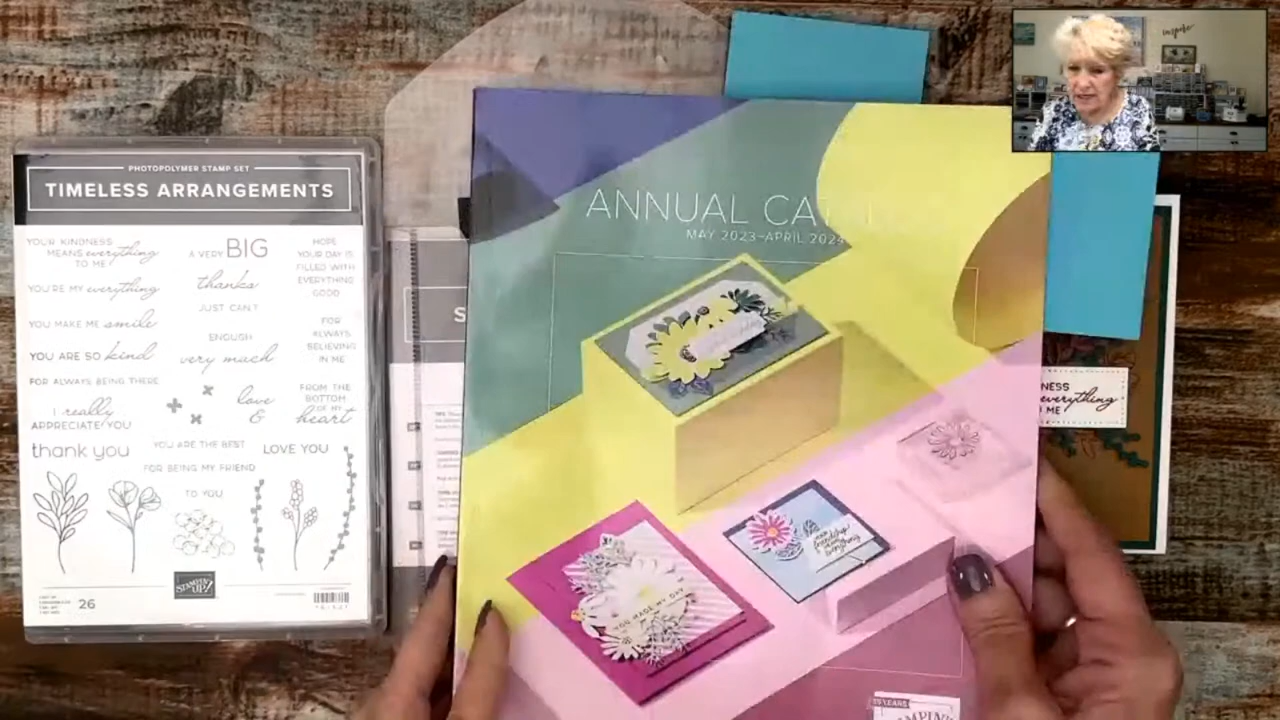 PHOTOPOLYMER STAMP SET
TIMELESS ARRANGEMENTS
YOUR KINDNESS
MEANS everything
TO ME
YOU'RE MY everything
YOU MAKE ME smile
YOU ARE SO kind
FOR ALWAYS BEING THERE
I really
APPRECIATE YOU
thank you
A VERY BIG
thanks
JUST CAN'T
ENOUGH
very much
love
&
YOU ARE THE BEST
FOR BEING MY FRIEND
TO YOU
HOPE
YOUR DAY IS
FILLED WITH
EVERYTHING
GOOD
FOR
ALWAYS
BELIEVING
IN ME
FROM THE
BOTTOM
OF MY
heart
LOVE YOU
STAMPIN' UP!
26
S
ANNUAL CA
MAY 2023–APRIL 2024
YOU MADE MY DAY
NESS
everything
ME
inspire